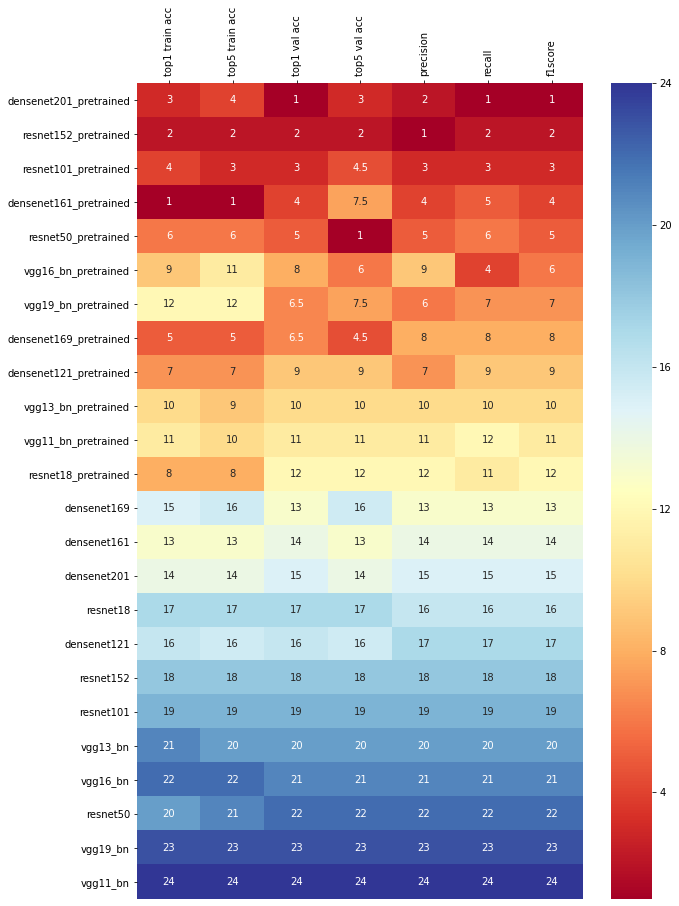 top1 train acc top5 train acc top1 val acc top5 val acc precision recall f1score
densenet201_pretrained 3 4 1 3 2 1 1
resnet152_pretrained 2 2 2 2 1 2 2
resnet101_pretrained 4 3 3 4.5 3 3 3
densenet161_pretrained 1 1 4 7.5 4 5 4
resnet50_pretrained 6 6 5 1 5 6 5
vgg16_bn_pretrained 9 11 8 6 9 4 6
vgg19_bn_pretrained 12 12 6.5 7.5 6 7 7
densenet169_pretrained 5 5 6.5 4.5 8 8 8
densenet121_pretrained 7 7 9 9 7 9 9
vgg13_bn_pretrained 10 9 10 10 10 10 10
vgg11_bn_pretrained 11 10 11 11 11 12 11
resnet18_pretrained 8 8 12 12 12 11 12
densenet169 15 16 13 16 13 13 13
densenet161 13 13 14 13 14 14 14
densenet201 14 14 15 14 15 15 15
resnet18 17 17 17 17 16 16 16
densenet121 16 16 16 16 17 17 17
resnet152 18 18 18 18 18 18 18
resnet101 19 19 19 19 19 19 19
vgg13_bn 21 20 20 20 20 20 20
vgg16_bn 22 22 21 21 21 21 21
resnet50 20 21 22 22 22 22 22
vgg19_bn 23 23 23 23 23 23 23
vgg11_bn 24 24 24 24 24 24 24
24
20
16
12
8
4